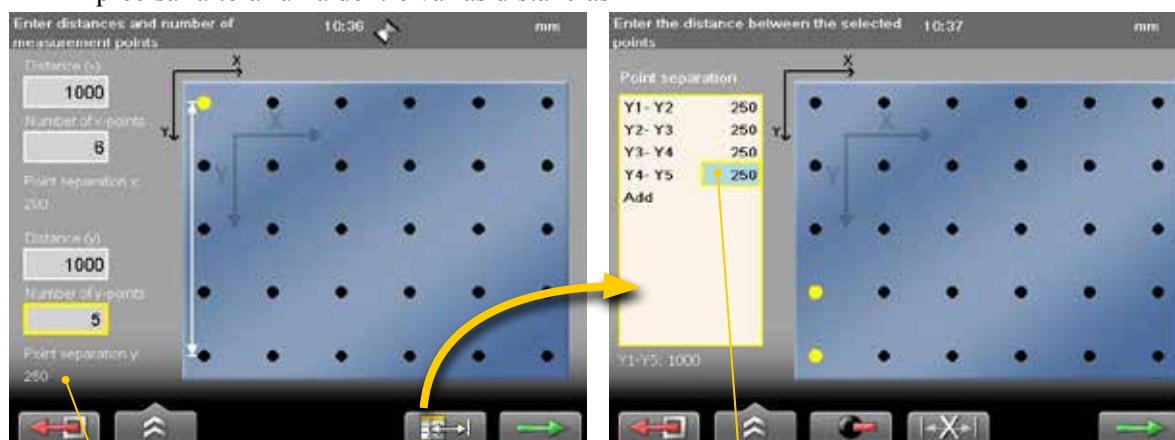 Enter distances and number of
measurement points
10:36
mm
Distance (x)
1000
Number of x-points
6
Point separation x:
200
Distance (y)
1000
Number of y-points
5
Point separation y:
250
X
Y
X
Y
Enter the distance between the selected
points
10:37
mm
Point separation
Y1- Y2 250
Y2- Y3 250
Y3- Y4 250
Y4- Y5 250
Add
Y1-Y5: 1000
X
Y
X
Y
X